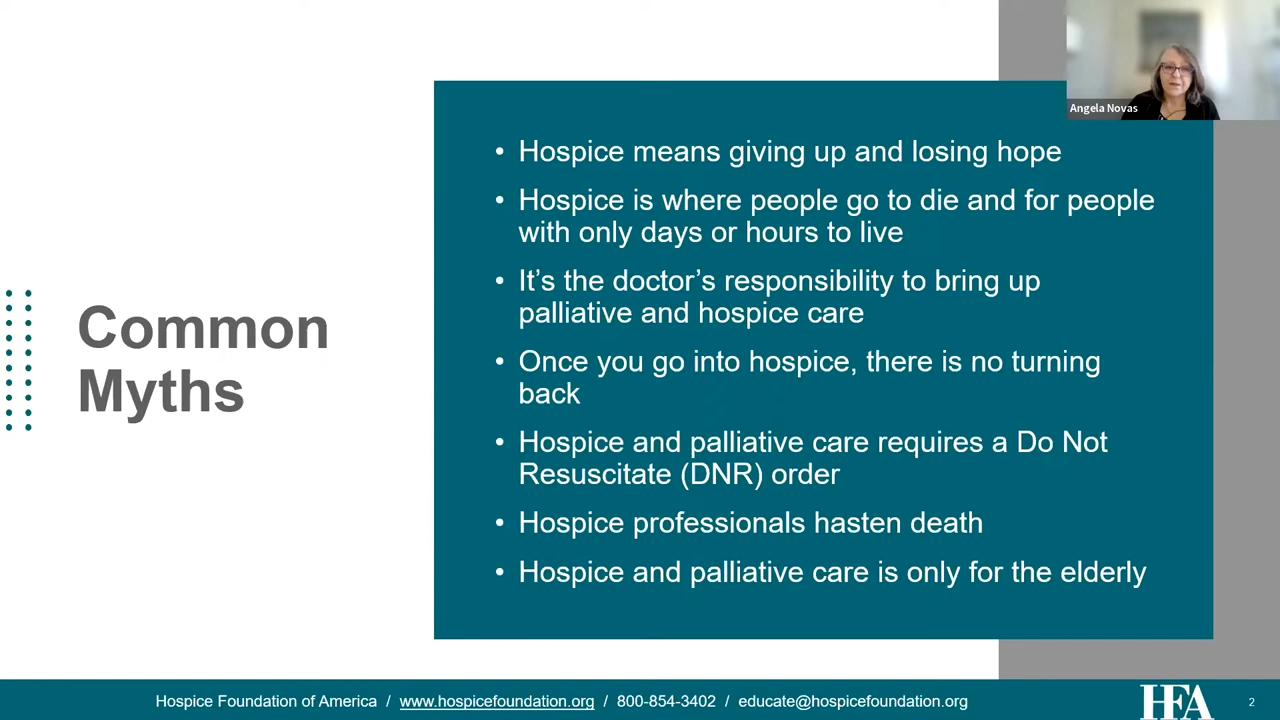 Angela Novas
Common
Myths
• Hospice means giving up and losing hope
• Hospice is where people go to die and for people
with only days or hours to live
• It’s the doctor’s responsibility to bring up
palliative and hospice care
• Once you go into hospice, there is no turning
back
• Hospice and palliative care requires a Do Not
Resuscitate (DNR) order
• Hospice professionals hasten death
• Hospice and palliative care is only for the elderly
Hospice Foundation of America / www.hospicefoundation.org / 800-854-3402 / educate@hospicefoundation.org
HFA
2